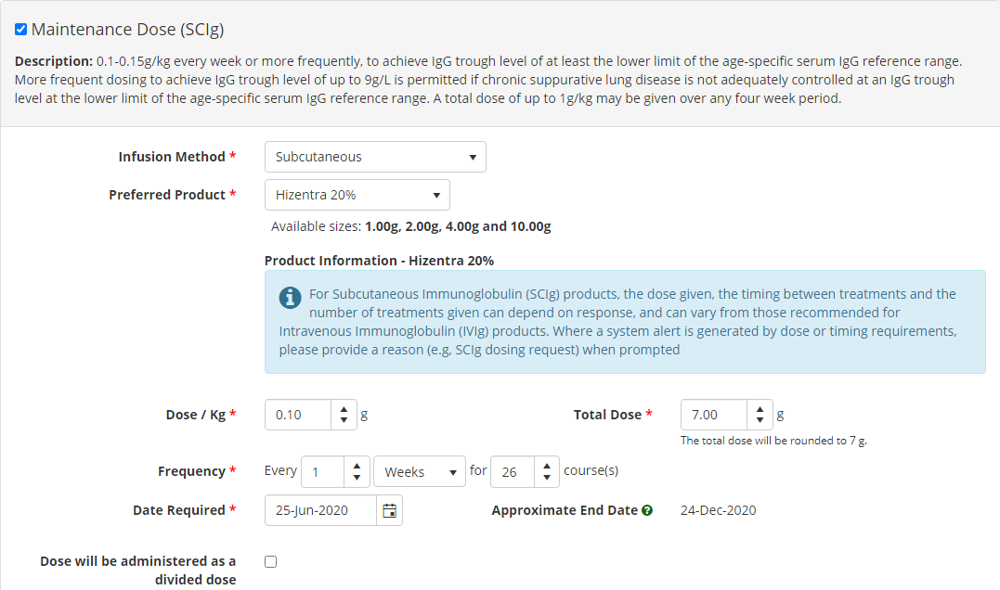 Maintenance Dose (SCIg)
Description: 0.1-0.15g/kg every week or more frequently, to achieve IgG trough level of at least the lower limit of the age-specific serum IgG reference range.
More frequent dosing to achieve IgG trough level of up to 9g/L is permitted if chronic suppurative lung disease is not adequately controlled at an IgG trough
level at the lower limit of the age-specific serum IgG reference range. A total dose of up to 1g/kg may be given over any four week period.
Infusion Method * Subcutaneous
Preferred Product * Hizentra 20%
Available sizes: 1.00g, 2.00g, 4.00g and 10.00g
Product Information - Hizentra 20%
For Subcutaneous Immunoglobulin (SCIg) products, the dose given, the timing between treatments and the
number of treatments given can depend on response, and can vary from those recommended for
Intravenous Immunoglobulin (IVIg) products. Where a system alert is generated by dose or timing requirements,
please provide a reason (e.g, SCIg dosing request) when prompted
Dose / Kg * 0.10 g Total Dose * 7.00 g
The total dose will be rounded to 7 g.
Frequency * Every 1 Weeks for 26 course(s)
Date Required * 25-Jun-2020 Approximate End Date ? 24-Dec-2020
Dose will be administered as a
divided dose